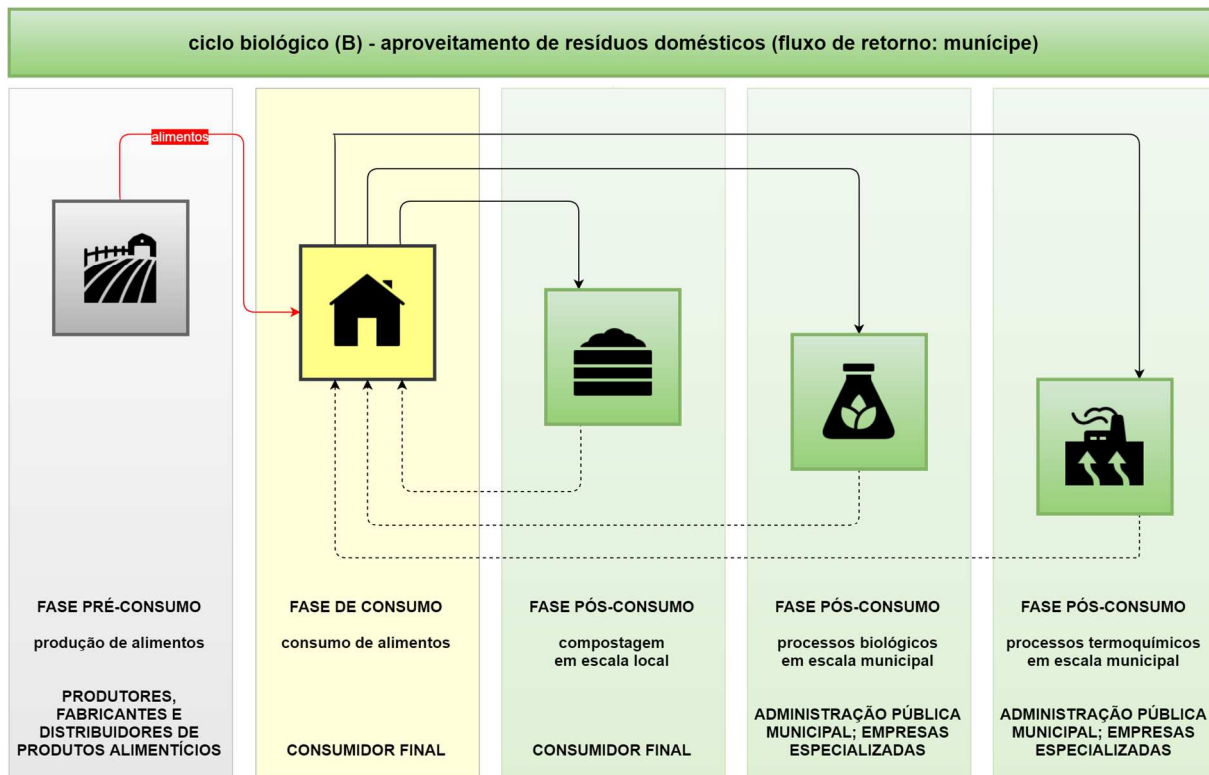 ciclo biológico (B) - aproveitamento de resíduos domésticos (fluxo de retorno: munícipe)
alimentos
FASE PRÉ-CONSUMO
produção de alimentos
PRODUTORES,
FABRICANTES E
DISTRIBUIDORES DE
PRODUTOS ALIMENTÍCIOS
FASE DE CONSUMO
consumo de alimentos
CONSUMIDOR FINAL
FASE PÓS-CONSUMO
compostagem
em escala local
CONSUMIDOR FINAL
FASE PÓS-CONSUMO
processos biológicos
em escala municipal
ADMINISTRAÇÃO PÚBLICA
MUNICIPAL; EMPRESAS
ESPECIALIZADAS
FASE PÓS-CONSUMO
processos termoquímicos
em escala municipal
ADMINISTRAÇÃO PÚBLICA
MUNICIPAL; EMPRESAS
ESPECIALIZADAS